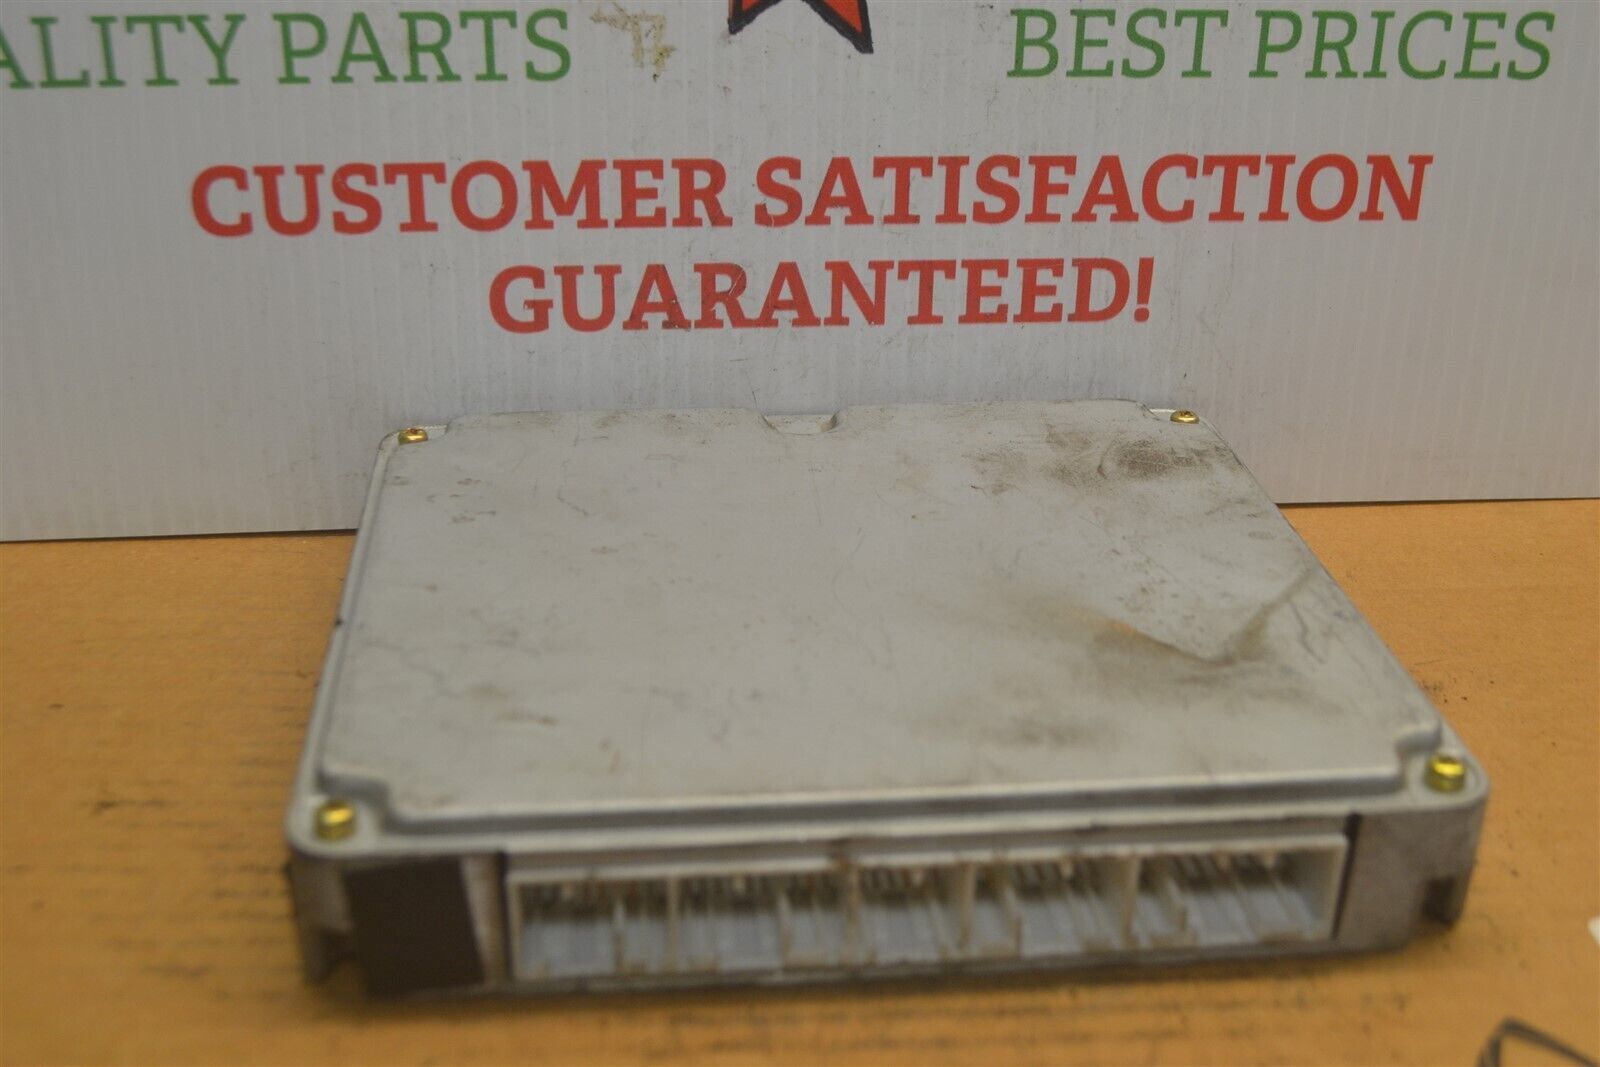 ALITY PARTS
BEST PRICES
CUSTOMER SATISFACTION
GUARANTEED!